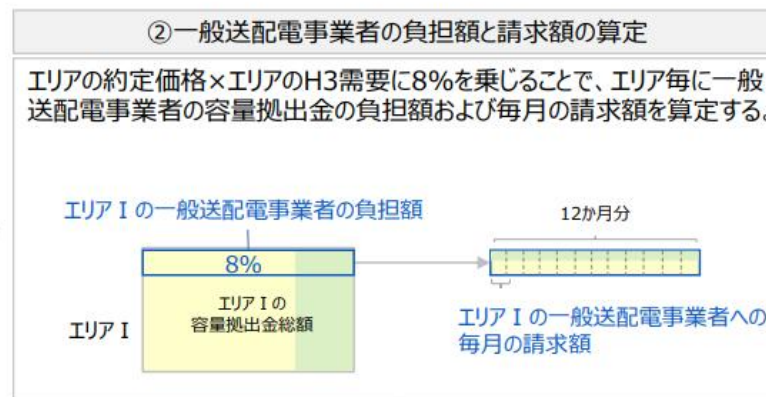 ②一般送配電事業者の負担額と請求額の算定
エリアの約定価格×エリアのH3需要に8%を乗じることで、エリア毎に一般
送配電事業者の容量拠出金の負担額および毎月の請求額を算定する。
エリアⅠの一般送配電事業者の負担額
12か月分
8%
エリアⅠの
容量拠出金総額
エリアⅠ
エリアⅠの一般送配電事業者への
毎月の請求額